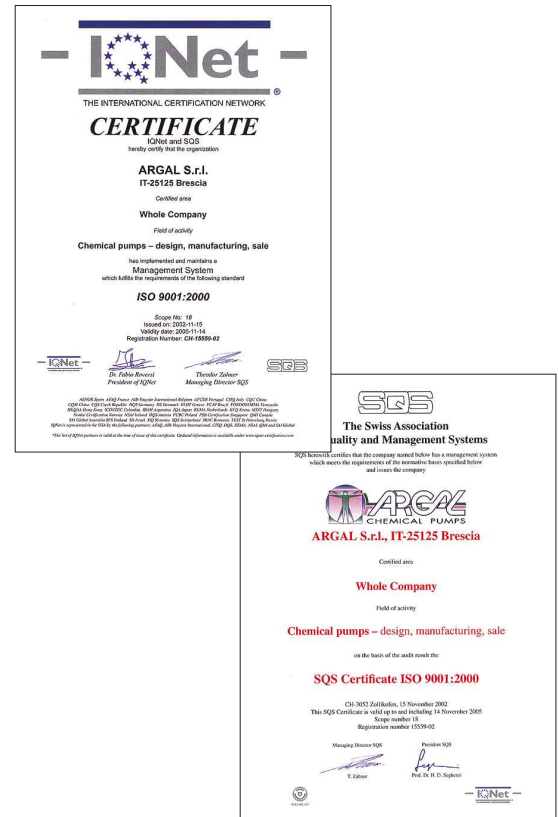 IQNet
®
THE INTERNATIONAL CERTIFICATION NETWORK
CERTIFICATE
IQNet and SQS
hereby certify that the organization
ARGAL S.r.l.
IT-25125 Brescia
Certified area
Whole Company
Field of activity
Chemical pumps – design, manufacturing, sale
has implemented and maintains a
Management System
which fulfills the requirements of the following standard
ISO 9001:2000
Scope No: 18
Issued on: 2002-11-15
Validity date: 2005-11-14
Registration Number: CH-15559-02
IQNet
SQS
Dr. Fabio Roversi
President of IQNet
Theodor Zahner
Managing Director SQS
SQS
The Swiss Association
uality and Management Systems
SQS herewith certifies that the company named below has a management system
which meets the requirements of the normative bases specified below
and issues the company
ARGAL
CHEMICAL PUMPS
ARGAL S.r.l., IT-25125 Brescia
Certified area
Whole Company
Field of activity
Chemical pumps – design, manufacturing, sale
on the basis of the audit result the
SQS Certificate ISO 9001:2000
CH-3052 Zollikofen, 15 November 2002
This SQS Certificate is valid up to and including 14 November 2005
Scope number 18
Registration number 15559-02
Managing Director SQS
President SQS
T. Zahner
Prof. Dr. H. D. Seghezzi
IQNet